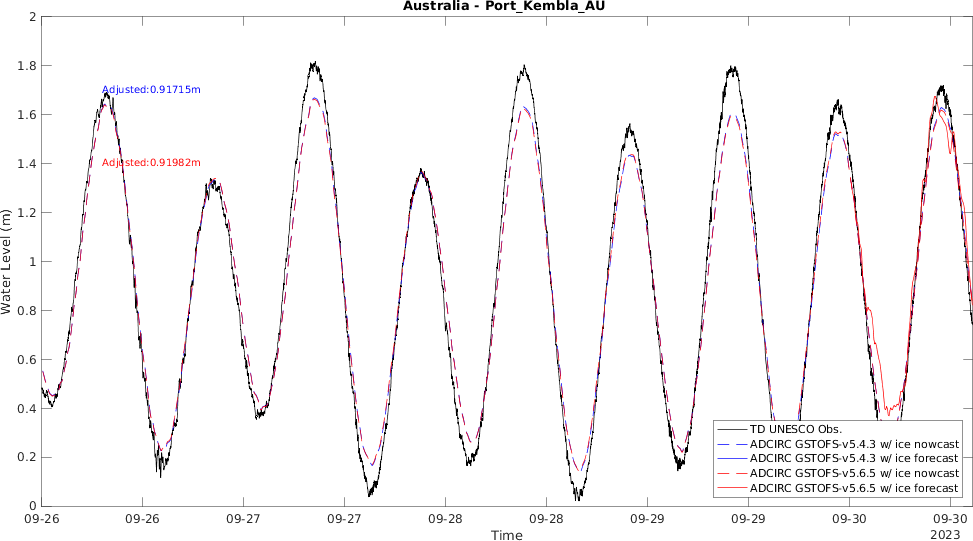 Australia - Port_Kembla_AU
Water Level (m)
2
1.8
1.6
1.4
1.2
1
0.8
0.6
0.4
0.2
0
Adjusted:0.91715m
Adjusted:0.91982m
TD UNESCO Obs.
ADCIRC GSTOFS-v5.4.3 w/ ice nowcast
ADCIRC GSTOFS-v5.4.3 w/ ice forecast
ADCIRC GSTOFS-v5.6.5 w/ ice nowcast
ADCIRC GSTOFS-v5.6.5 w/ ice forecast
09-26 09-26 09-27 09-27 09-28 09-28 09-29 09-29 09-30 09-30
2023
Time